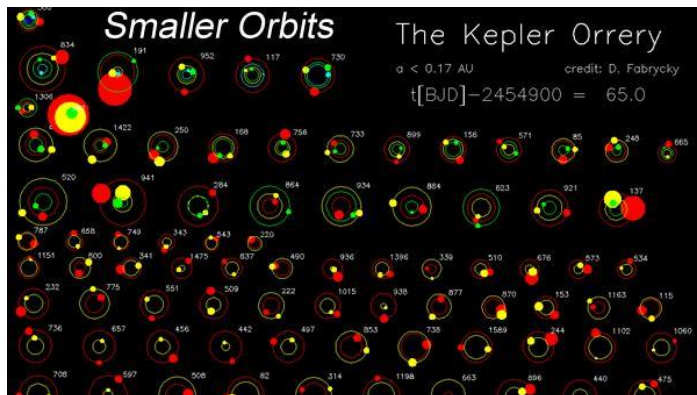 Smaller Orbits
The Kepler Orrery
a < 0.17 AU credit: D. Fabrycky
t[BJD]-2454900 = 65.0
834 191 952 117 730
1306
1422 250 168 756 733 899 156 571 85 248 665
520 941 284 864 934 884 623 921 137
787 658 749 343 543 220
1151 800 341 1475 837 490 936 1396 339 510 676 573 534
232 775 551 509 222 1015 938 877 870 153 1163 115
736 657 456 442 497 853 738 1589 244 1102 1060
708 597 508 82 314 1198 663 896 440 475